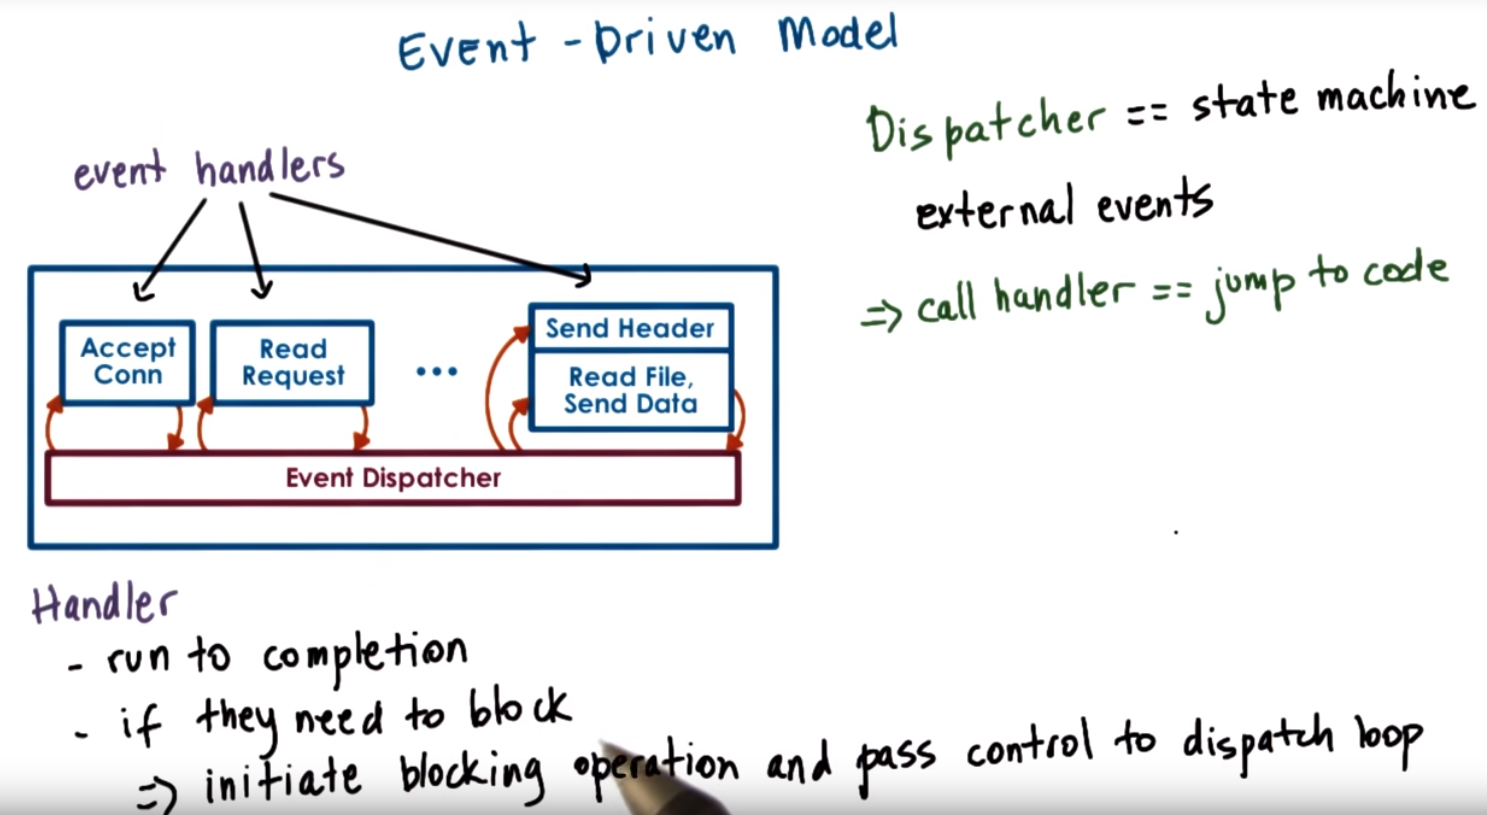 Event - Driven Model
Dispatcher == state machine
external events
=> call handler == jump to code
event handlers
Accept
Conn
Read
Request
...
Send Header
Read File,
Send Data
Event Dispatcher
Handler
- run to completion
- if they need to block
=> initiate blocking operation and pass control to dispatch loop